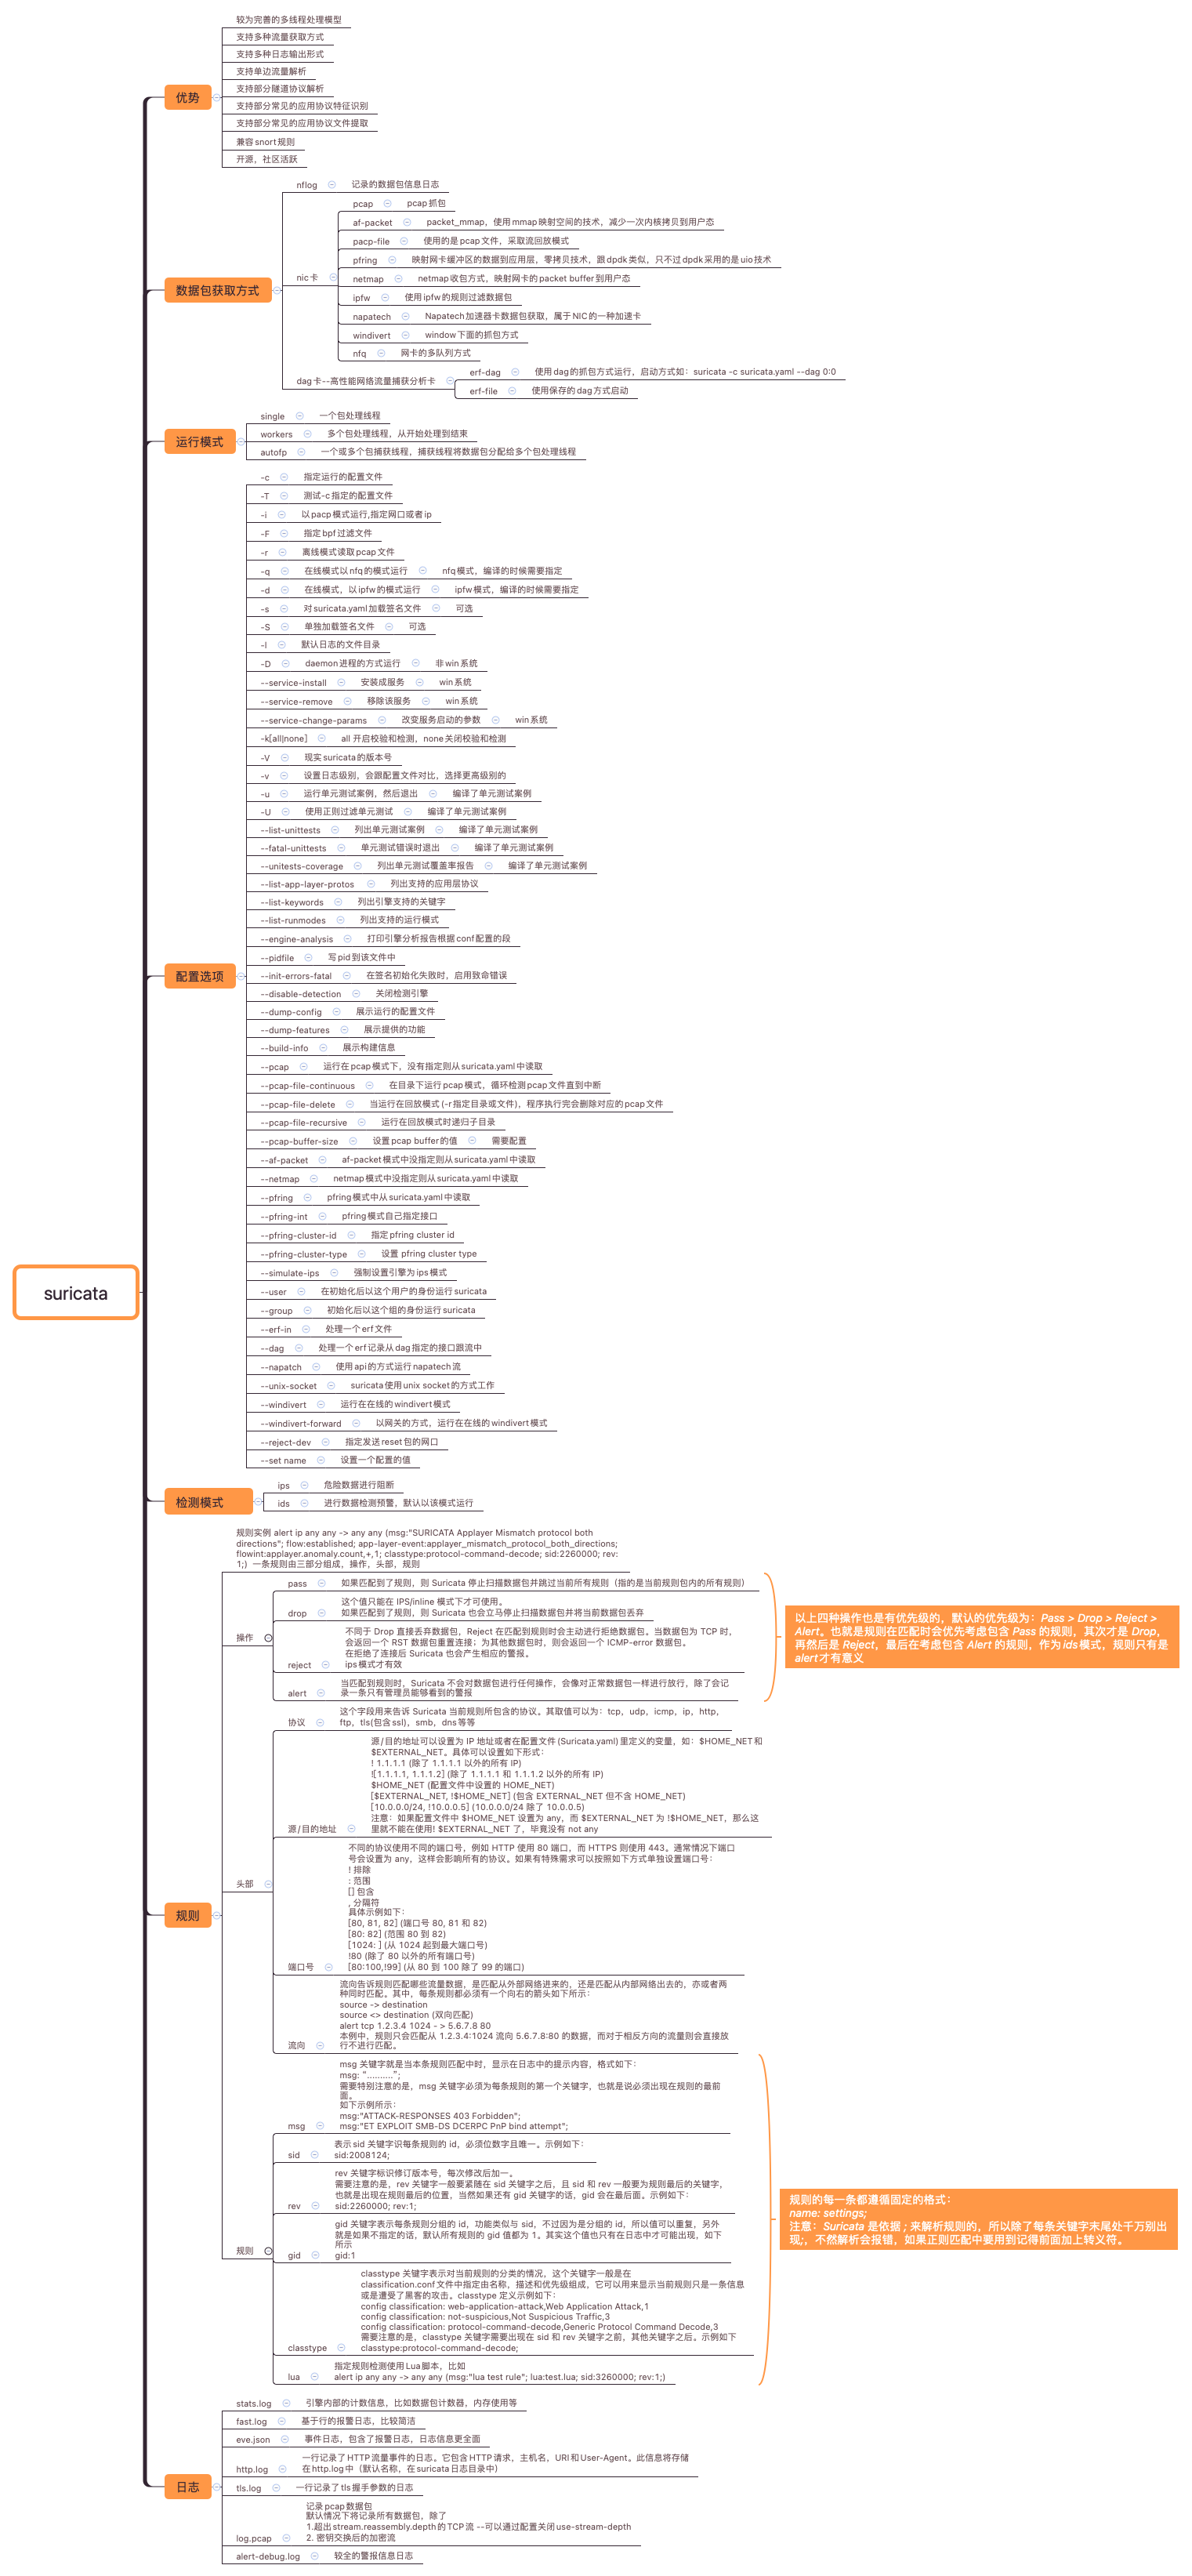 suricata
优势
较为完善的多线程处理模型
支持多种流量获取方式
支持多种日志输出形式
支持单边流量解析
支持部分隧道协议解析
支持部分常见的应用协议特征识别
支持部分常见的应用协议文件提取
兼容snort规则
开源，社区活跃
数据包获取方式
nflog
记录的数据包信息日志
nic卡
pcap
pcap抓包
af-packet
packet_mmap，使用mmap映射空间的技术，减少一次内核拷贝到用户态
pacp-file
使用的是pcap文件，采取流回放模式
pfring
映射网卡缓冲区的数据到应用层，零拷贝技术，跟dpdk类似，只不过dpdk采用的是uio技术
netmap
netmap收包方式，映射网卡的packet buffer到用户态
ipfw
使用ipfw的规则过滤数据包
napatech
Napatech加速器卡数据包获取，属于NIC的一种加速卡
windivert
window下面的抓包方式
nfq
网卡的多队列方式
dag卡--高性能网络流量捕获分析卡
erf-dag
使用dag的抓包方式运行，启动方式如：suricata -c suricata.yaml --dag 0:0
erf-file
使用保存的dag方式启动
运行模式
single
一个包处理线程
workers
多个包处理线程，从开始处理到结束
autofp
一个或多个包捕获线程，捕获线程将数据包分配给多个包处理线程
配置选项
-c
指定运行的配置文件
-T
测试-c指定的配置文件
-i
以pacp模式运行,指定网口或者ip
-F
指定bpf过滤文件
-r
离线模式读取pcap文件
-q
在线模式以nfq的模式运行
nfq模式，编译的时候需要指定
-d
在线模式，以ipfw的模式运行
ipfw模式，编译的时候需要指定
-s
对suricata.yaml加载签名文件
可选
-S
单独加载签名文件
可选
-l
默认日志的文件目录
-D
daemon进程的方式运行
非win系统
--service-install
安装成服务
win系统
--service-remove
移除该服务
win系统
--service-change-params
改变服务启动的参数
win系统
-k[all|none]
all 开启校验和检测，none关闭校验和检测
-V
现实suricata的版本号
-v
设置日志级别，会跟配置文件对比，选择更高级别的
-u
运行单元测试案例，然后退出
编译了单元测试案例
-U
使用正则过滤单元测试
编译了单元测试案例
--list-unittests
列出单元测试案例
编译了单元测试案例
--fatal-unittests
单元测试错误时退出
编译了单元测试案例
--unitests-coverage
列出单元测试覆盖率报告
编译了单元测试案例
--list-app-layer-protos
列出支持的应用层协议
--list-keywords
列出引擎支持的关键字
--list-runmodes
列出支持的运行模式
--engine-analysis
打印引擎分析报告根据conf配置的段
--pidfile
写pid到该文件中
--init-errors-fatal
在签名初始化失败时，启用致命错误
--disable-detection
关闭检测引擎
--dump-config
展示运行的配置文件
--dump-features
展示提供的功能
--build-info
展示构建信息
--pcap
运行在pcap模式下，没有指定则从suricata.yaml中读取
--pcap-file-continuous
在目录下运行pcap模式，循环检测pcap文件直到中断
--pcap-file-delete
当运行在回放模式(-r指定目录或文件)，程序执行完会删除对应的pcap文件
--pcap-file-recursive
运行在回放模式时递归子目录
--pcap-buffer-size
设置pcap buffer的值
需要配置
--af-packet
af-packet模式中没指定则从suricata.yaml中读取
--netmap
netmap模式中没指定则从suricata.yaml中读取
--pfring
pfring模式中从suricata.yaml中读取
--pfring-int
pfring模式自己指定接口
--pfring-cluster-id
指定pfring cluster id
--pfring-cluster-type
设置 pfring cluster type
--simulate-ips
强制设置引擎为ips模式
--user
在初始化后以这个用户的身份运行suricata
--group
初始化后以这个组的身份运行suricata
--erf-in
处理一个erf文件
--dag
处理一个erf记录从dag指定的接口跟流中
--napatch
使用api的方式运行napatech流
--unix-socket
suricata使用unix socket的方式工作
--windivert
运行在在线的windivert模式
--windivert-forward
以网关的方式，运行在在线的windivert模式
--reject-dev
指定发送reset包的网口
--set name
设置一个配置的值
检测模式
ips
危险数据进行阻断
ids
进行数据检测预警，默认以该模式运行
规则
规则实例 alert ip any any -> any any (msg:"SURICATA Applayer Mismatch protocol both
directions"; flow:established; app-layer-event:applayer_mismatch_protocol_both_directions;
flowint:applayer.anomaly.count,+,1; classtype:protocol-command-decode; sid:2260000; rev:
1;) 一条规则由三部分组成，操作，头部，规则
操作
pass
如果匹配到了规则，则 Suricata 停止扫描数据包并跳过当前所有规则（指的是当前规则包内的所有规则）
drop
这个值只能在 IPS/inline 模式下才可使用。
如果匹配到了规则，则 Suricata 也会立马停止扫描数据包并将当前数据包丢弃
reject
不同于 Drop 直接丢弃数据包，Reject 在匹配到规则时会主动进行拒绝数据包。当数据包为 TCP 时，
会返回一个 RST 数据包重置连接；为其他数据包时，则会返回一个 ICMP-error 数据包。
在拒绝了连接后 Suricata 也会产生相应的警报。
ips模式才有效
alert
当匹配到规则时，Suricata 不会对数据包进行任何操作，会像对正常数据包一样进行放行，除了会记
录一条只有管理员能够看到的警报
以上四种操作也是有优先级的，默认的优先级为：Pass > Drop > Reject >
Alert。也就是规则在匹配时会优先考虑包含 Pass 的规则，其次才是 Drop，
再然后是 Reject，最后在考虑包含 Alert 的规则，作为ids模式，规则只有是
alert才有意义
头部
协议
这个字段用来告诉 Suricata 当前规则所包含的协议。其取值可以为：tcp，udp，icmp，ip，http，
ftp，tls(包含ssl)，smb，dns等等
源/目的地址
源/目的地址可以设置为 IP 地址或者在配置文件(Suricata.yaml)里定义的变量，如：$HOME_NET和
$EXTERNAL_NET。具体可以设置如下形式：
! 1.1.1.1 (除了 1.1.1.1 以外的所有 IP)
![1.1.1.1, 1.1.1.2] (除了 1.1.1.1 和 1.1.1.2 以外的所有 IP)
$HOME_NET (配置文件中设置的 HOME_NET)
[$EXTERNAL_NET, !$HOME_NET] (包含 EXTERNAL_NET 但不含 HOME_NET)
[10.0.0.0/24, !10.0.0.5] (10.0.0.0/24 除了 10.0.0.5)
注意：如果配置文件中 $HOME_NET 设置为 any，而 $EXTERNAL_NET 为 !$HOME_NET，那么这
里就不能在使用! $EXTERNAL_NET 了，毕竟没有 not any
端口号
不同的协议使用不同的端口号，例如 HTTP 使用 80 端口，而 HTTPS 则使用 443。通常情况下端口
号会设置为 any，这样会影响所有的协议。如果有特殊需求可以按照如下方式单独设置端口号：
! 排除
: 范围
[] 包含
, 分隔符
具体示例如下：
[80, 81, 82] (端口号 80, 81 和 82)
[80: 82] (范围 80 到 82)
[1024: ] (从 1024 起到最大端口号)
!80 (除了 80 以外的所有端口号)
[80:100,!99] (从 80 到 100 除了 99 的端口)
流向
流向告诉规则匹配哪些流量数据，是匹配从外部网络进来的，还是匹配从内部网络出去的，亦或者两
种同时匹配。其中，每条规则都必须有一个向右的箭头如下所示：
source -> destination
source <> destination (双向匹配)
alert tcp 1.2.3.4 1024 - > 5.6.7.8 80
本例中，规则只会匹配从 1.2.3.4:1024 流向 5.6.7.8:80 的数据，而对于相反方向的流量则会直接放
行不进行匹配。
规则
msg
msg 关键字就是当本条规则匹配中时，显示在日志中的提示内容，格式如下：
msg: "..........";
需要特别注意的是，msg 关键字必须为每条规则的第一个关键字，也就是说必须出现在规则的最前
面。
如下示例所示：
msg:"ATTACK-RESPONSES 403 Forbidden";
msg:"ET EXPLOIT SMB-DS DCERPC PnP bind attempt";
sid
表示sid 关键字识每条规则的 id，必须位数字且唯一。示例如下：
sid:2008124;
rev
rev 关键字标识修订版本号，每次修改后加一。
需要注意的是，rev 关键字一般要紧随在 sid 关键字之后，且 sid 和 rev 一般要为规则最后的关键字，
也就是出现在规则最后的位置，当然如果还有 gid 关键字的话，gid 会在最后面。示例如下：
sid:2260000; rev:1;
gid
gid 关键字表示每条规则分组的 id，功能类似与 sid，不过因为是分组的 id，所以值可以重复，另外
就是如果不指定的话，默认所有规则的 gid 值都为 1。其实这个值也只有在日志中才可能出现，如下
所示
gid:1
classtype
classtype 关键字表示对当前规则的分类的情况，这个关键字一般是在
classification.conf文件中指定由名称，描述和优先级组成，它可以用来显示当前规则只是一条信息
或是遭受了黑客的攻击。classtype 定义示例如下：
config classification: web-application-attack,Web Application Attack,1
config classification: not-suspicious,Not Suspicious Traffic,3
config classification: protocol-command-decode,Generic Protocol Command Decode,3
需要注意的是，classtype 关键字需要出现在 sid 和 rev 关键字之前，其他关键字之后。示例如下
classtype:protocol-command-decode;
lua
指定规则检测使用Lua脚本，比如
alert ip any any -> any any (msg:"lua test rule"; lua:test.lua; sid:3260000; rev:1;)
规则的每一条都遵循固定的格式：
name: settings;
注意：Suricata 是依据 ; 来解析规则的，所以除了每条关键字末尾处千万别出
现;，不然解析会报错，如果正则匹配中要用到记得前面加上转义符。
日志
stats.log
引擎内部的计数信息，比如数据包计数器，内存使用等
fast.log
基于行的报警日志，比较简洁
eve.json
事件日志，包含了报警日志，日志信息更全面
http.log
一行记录了HTTP流量事件的日志。它包含HTTP请求，主机名，URI和User-Agent。此信息将存储
在http.log中（默认名称，在suricata日志目录中）
tls.log
一行记录了tls握手参数的日志
log.pcap
记录pcap数据包
默认情况下将记录所有数据包，除了
1.超出stream.reassembly.depth的TCP流 --可以通过配置关闭use-stream-depth
2. 密钥交换后的加密流
alert-debug.log
较全的警报信息日志